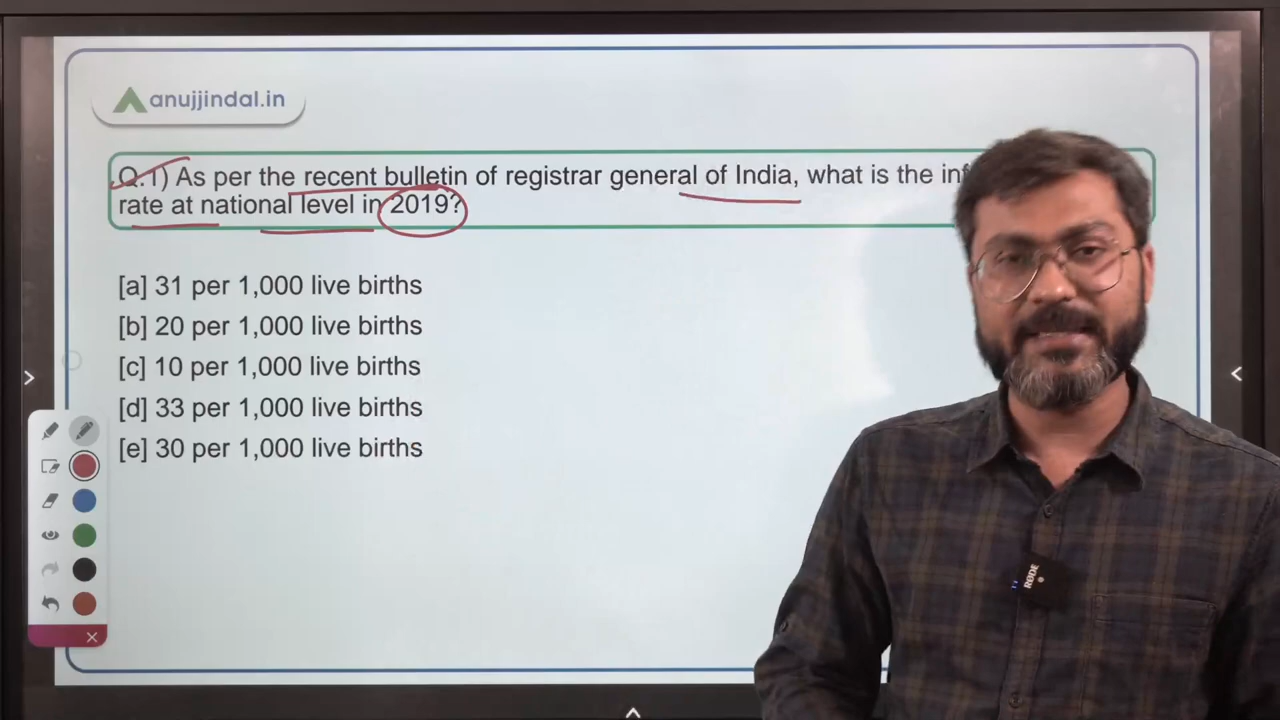 anujjindal.in
Q.1) As per the recent bulletin of registrar general of India, what is the
rate at national level in 2019?
[a] 31 per 1,000 live births
[b] 20 per 1,000 live births
[c] 10 per 1,000 live births
[d] 33 per 1,000 live births
[e] 30 per 1,000 live births
RØDE